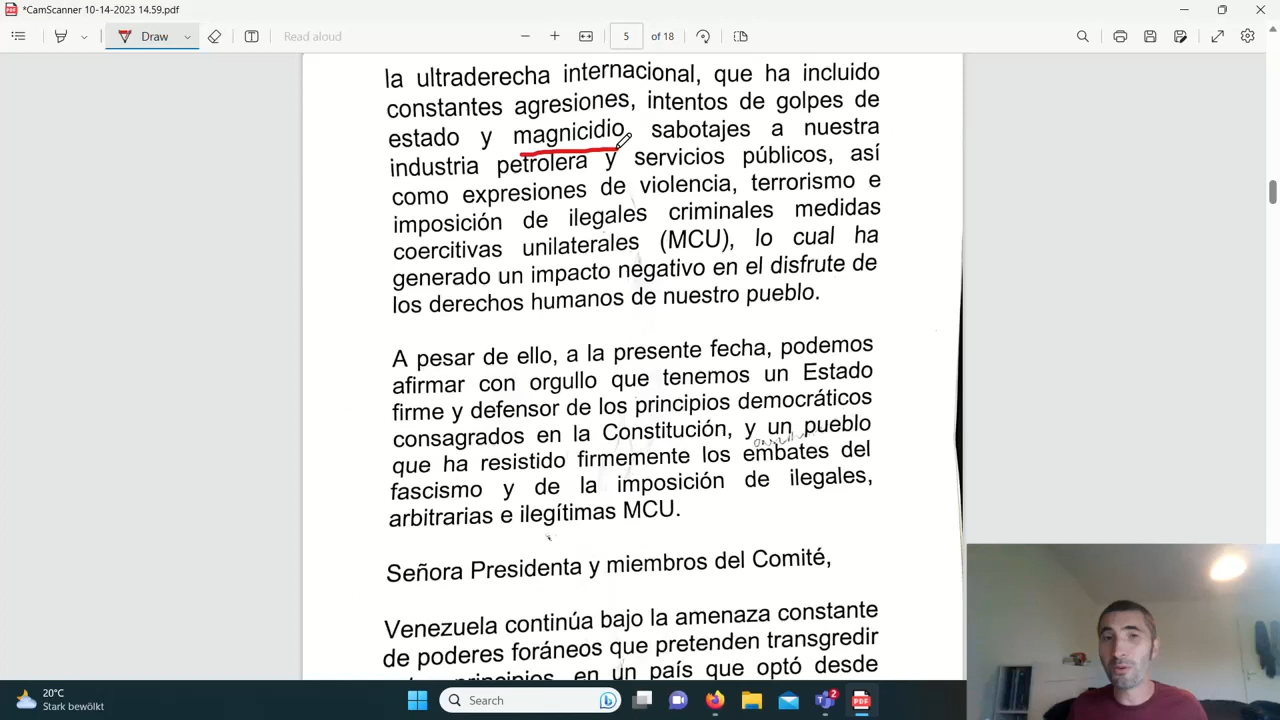 *CamScanner 10-14-2023 14.59.pdf
Draw
Read aloud
5
of 18
la ultraderecha internacional, que ha incluido
constantes agresiones, intentos de golpes de
estado y magnicidio, sabotajes a nuestra
industria petrolera y servicios públicos, así
como expresiones de violencia, terrorismo e
imposición de ilegales criminales medidas
coercitivas unilaterales (MCU), lo cual ha
generado un impacto negativo en el disfrute de
los derechos humanos de nuestro pueblo.
A pesar de ello, a la presente fecha, podemos
afirmar con orgullo que tenemos un Estado
firme y defensor de los principios democráticos
consagrados en la Constitución, y un pueblo
que ha resistido firmemente los embates del
fascismo y de la imposición de ilegales,
arbitrarias e ilegítimas MCU.
Señora Presidenta y miembros del Comité,
Venezuela continúa bajo la amenaza constante
de poderes foráneos que pretenden transgredir
principios, en un país que optó desde
20°C
Stark bewölkt
Search
2
PDF